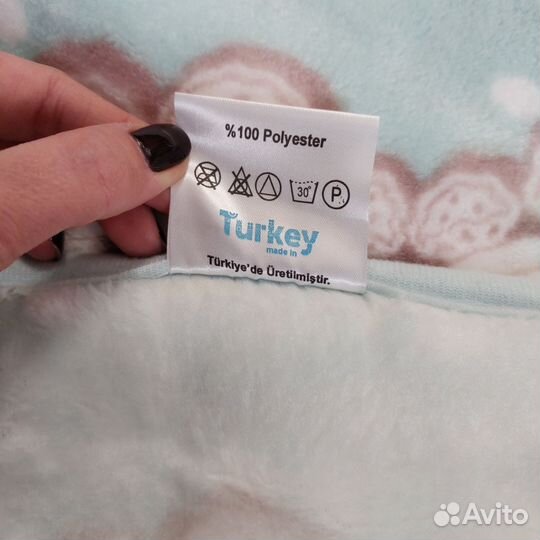 %100 Polyester
30°
P
Turkey
made in
Türkiye'de Üretilmiştir.
Avito